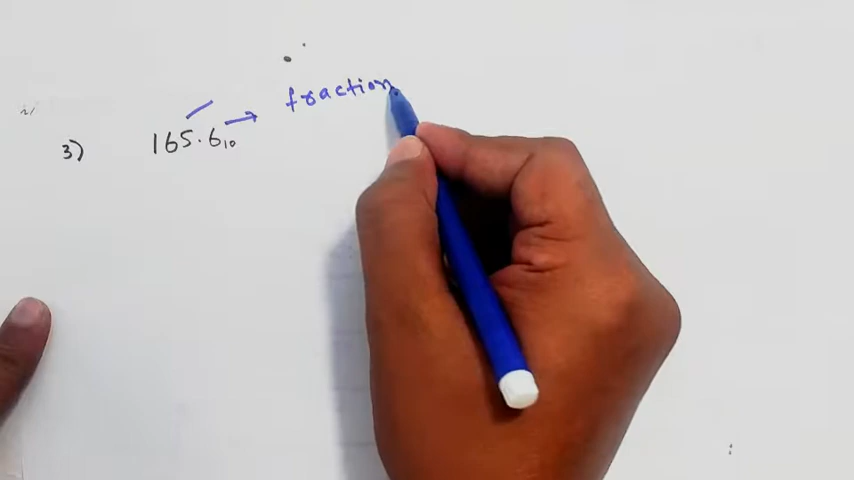 → fraction
3) 165.6₁₀